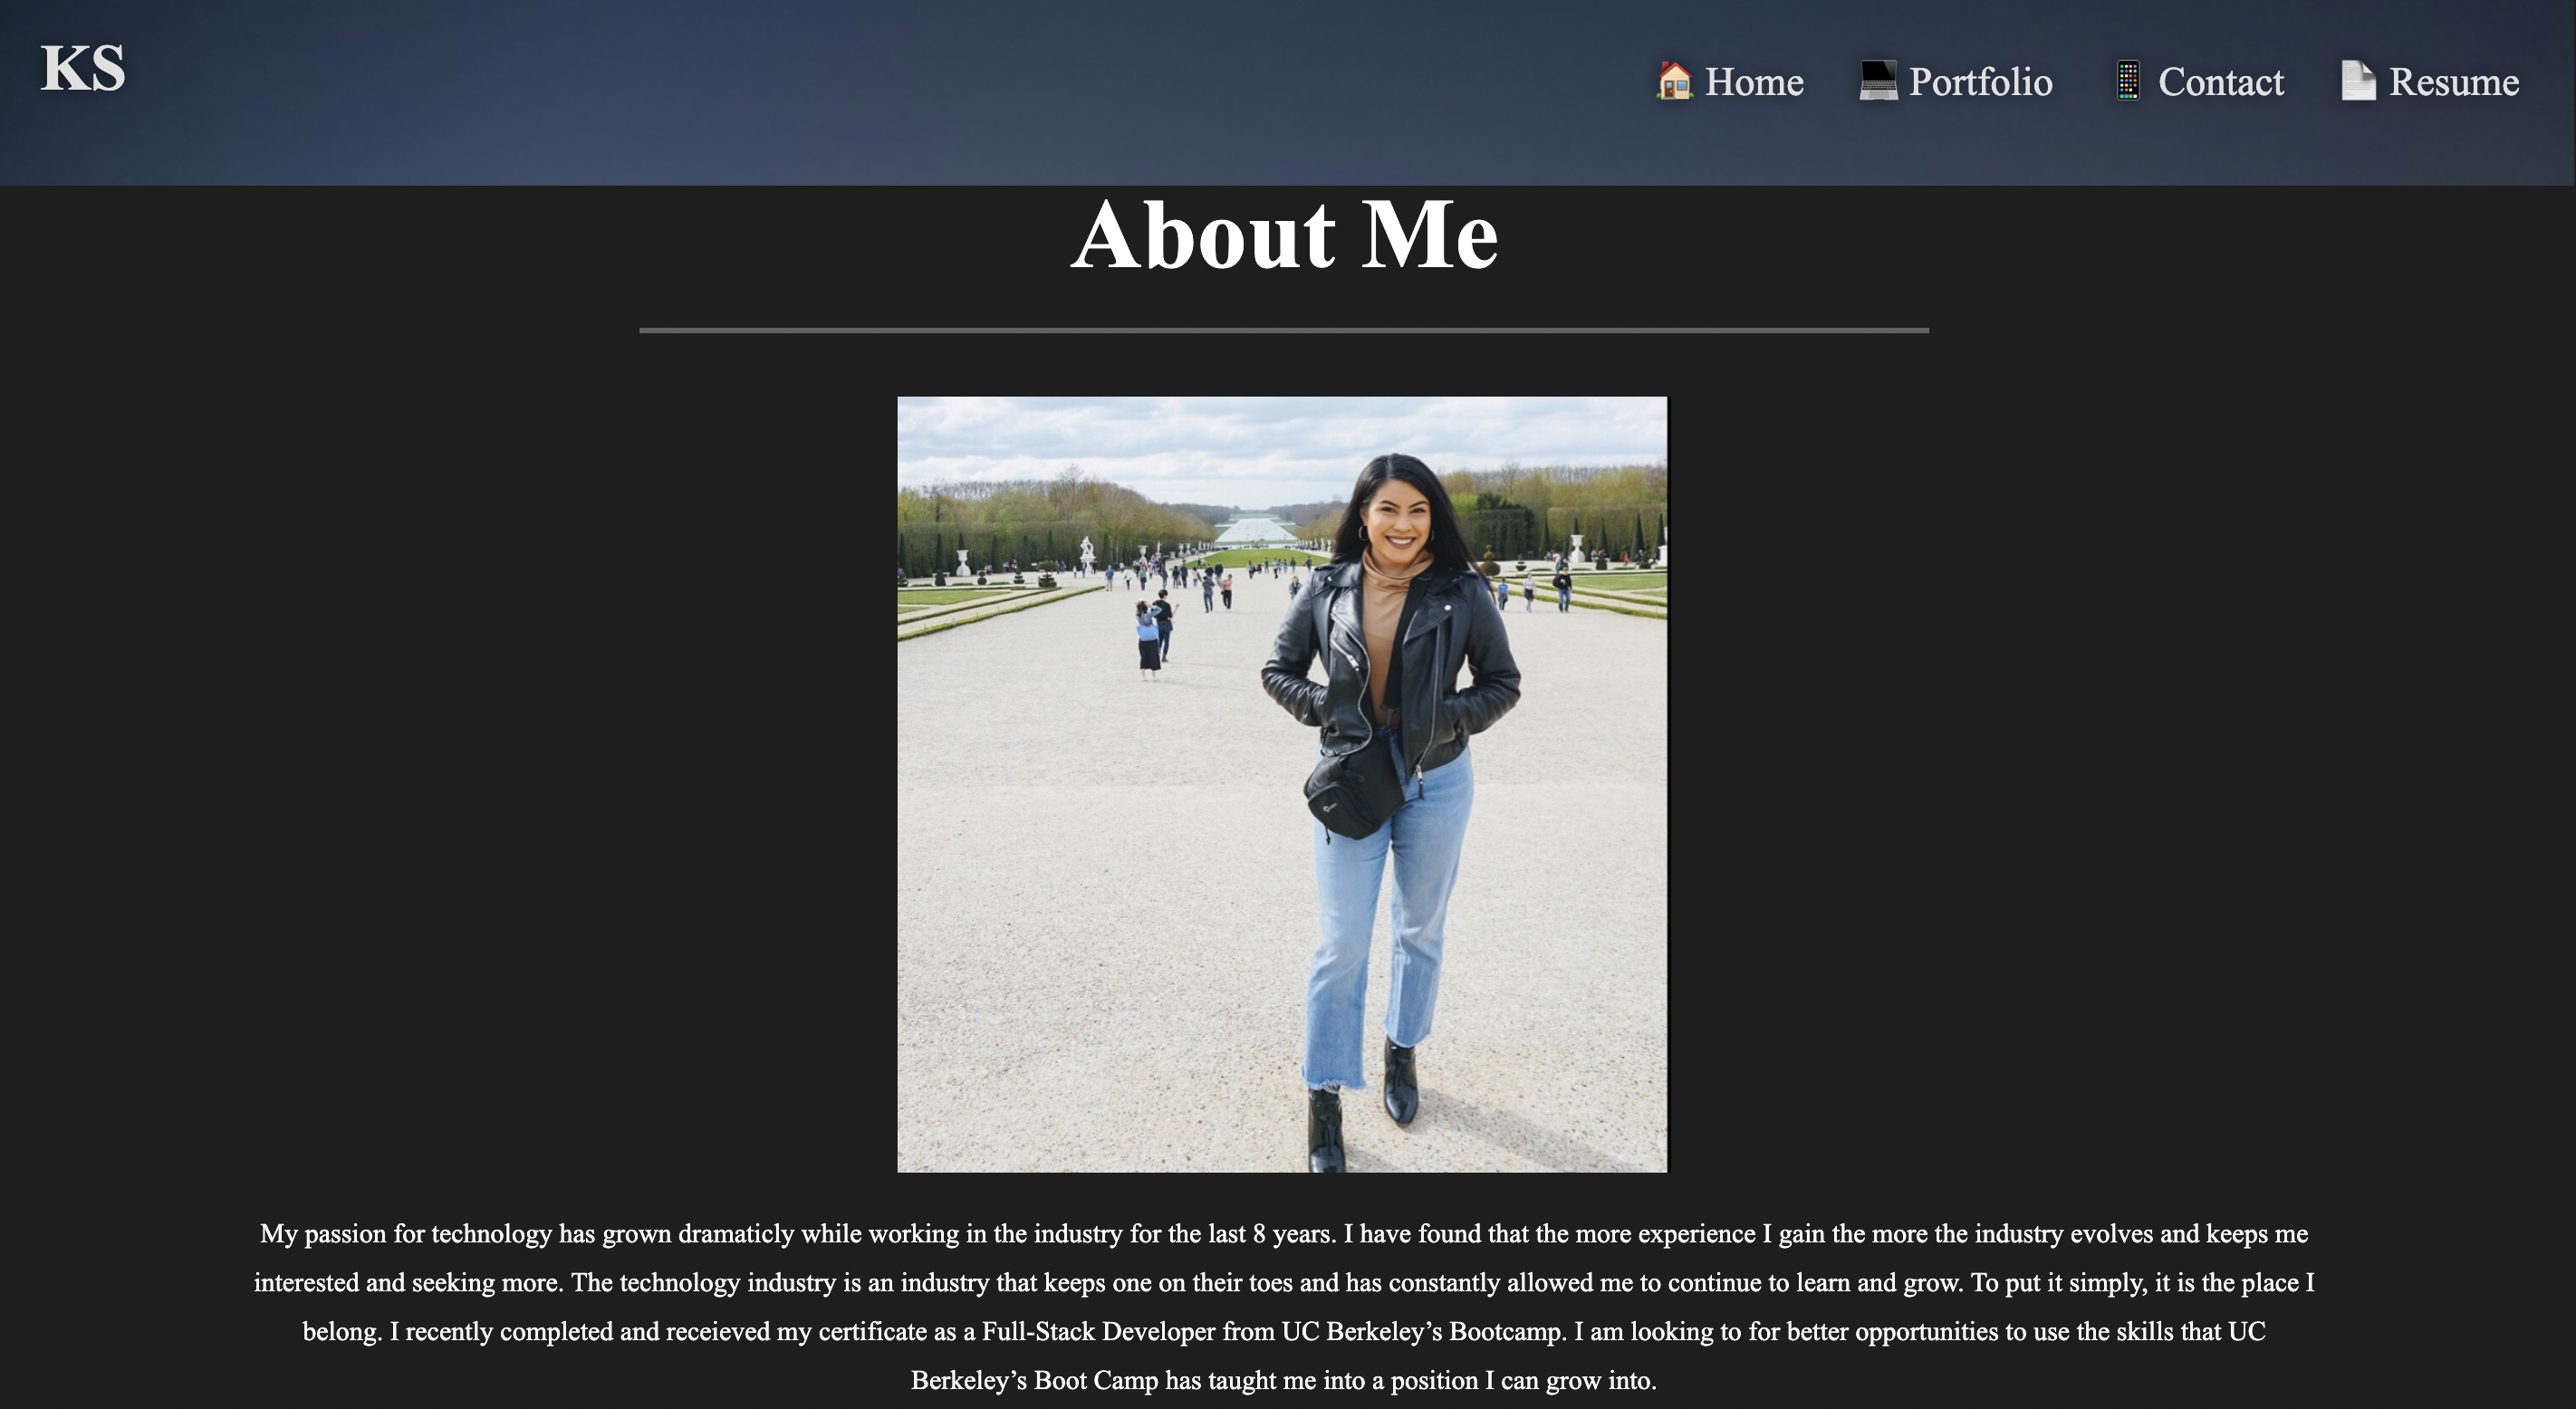 KS
🏠 Home 💻 Portfolio 📱 Contact 📄 Resume
About Me
My passion for technology has grown dramaticly while working in the industry for the last 8 years. I have found that the more experience I gain the more the industry evolves and keeps me
interested and seeking more. The technology industry is an industry that keeps one on their toes and has constantly allowed me to continue to learn and grow. To put it simply, it is the place I
belong. I recently completed and receieved my certificate as a Full-Stack Developer from UC Berkeley’s Bootcamp. I am looking to for better opportunities to use the skills that UC
Berkeley’s Boot Camp has taught me into a position I can grow into.